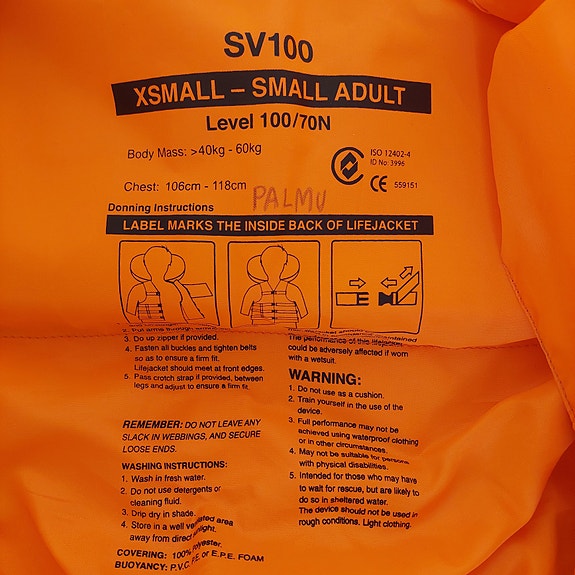 SV100
XSMALL – SMALL ADULT
Level 100/70N
Body Mass: >40kg - 60kg
ISO 12402-4
ID No: 3996
Chest: 106cm - 118cm
CE 559151
PALMU
Donning Instructions
LABEL MARKS THE INSIDE BACK OF LIFEJACKET
2. Put arms through
3. Do up zipper if provided.
4. Fasten all buckles and tighten belts
so as to ensure a firm fit.
Lifejacket should meet at front edges.
5. Pass crotch strap if provided, between
legs and adjust to ensure a firm fit.
REMEMBER: DO NOT LEAVE ANY
SLACK IN WEBBINGS, AND SECURE
LOOSE ENDS.
WASHING INSTRUCTIONS:
1. Wash in fresh water.
2. Do not use detergents or
cleaning fluid.
3. Drip dry in shade.
4. Store in a well ventilated area
away from direct sunlight.
COVERING: 100% Polyester.
BUOYANCY: P.V.C, P.E. or E.P.E. FOAM
The performance of this lifejacket
could be adversely affected if worn
with a wetsuit.
WARNING:
1. Do not use as a cushion.
2. Train yourself in the use of the
device.
3. Full performance may not be
achieved using waterproof clothing
or in other circumstances.
4. May not be suitable for persons
with physical disabilities.
5. Intended for those who may have
to wait for rescue, but are likely to
do so in sheltered water.
The device should not be used in
rough conditions. Light clothing.